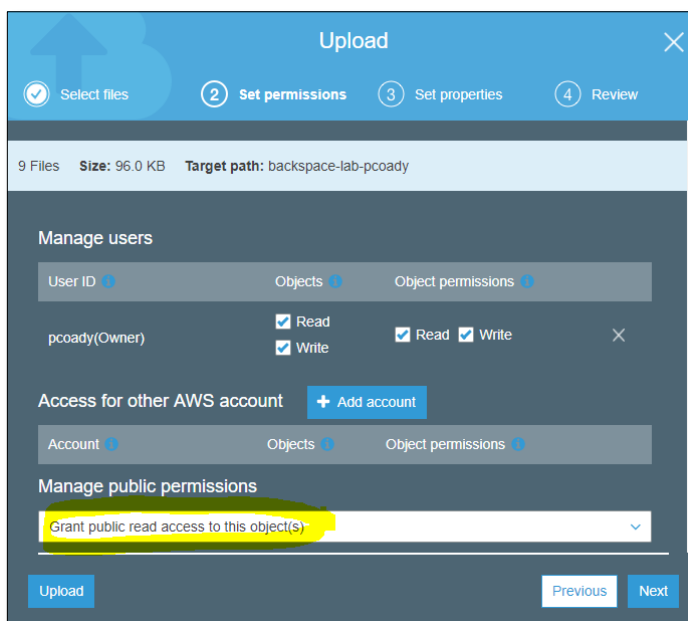 Upload
Select files 2 Set permissions 3 Set properties 4 Review
9 Files Size: 96.0 KB Target path: backspace-lab-pcoady
Manage users
User ID Objects Object permissions
Read
pcoady(Owner) Read Write
Write
Access for other AWS account + Add account
Account Objects Object permissions
Manage public permissions
Grant public read access to this object(s)
Upload Previous Next